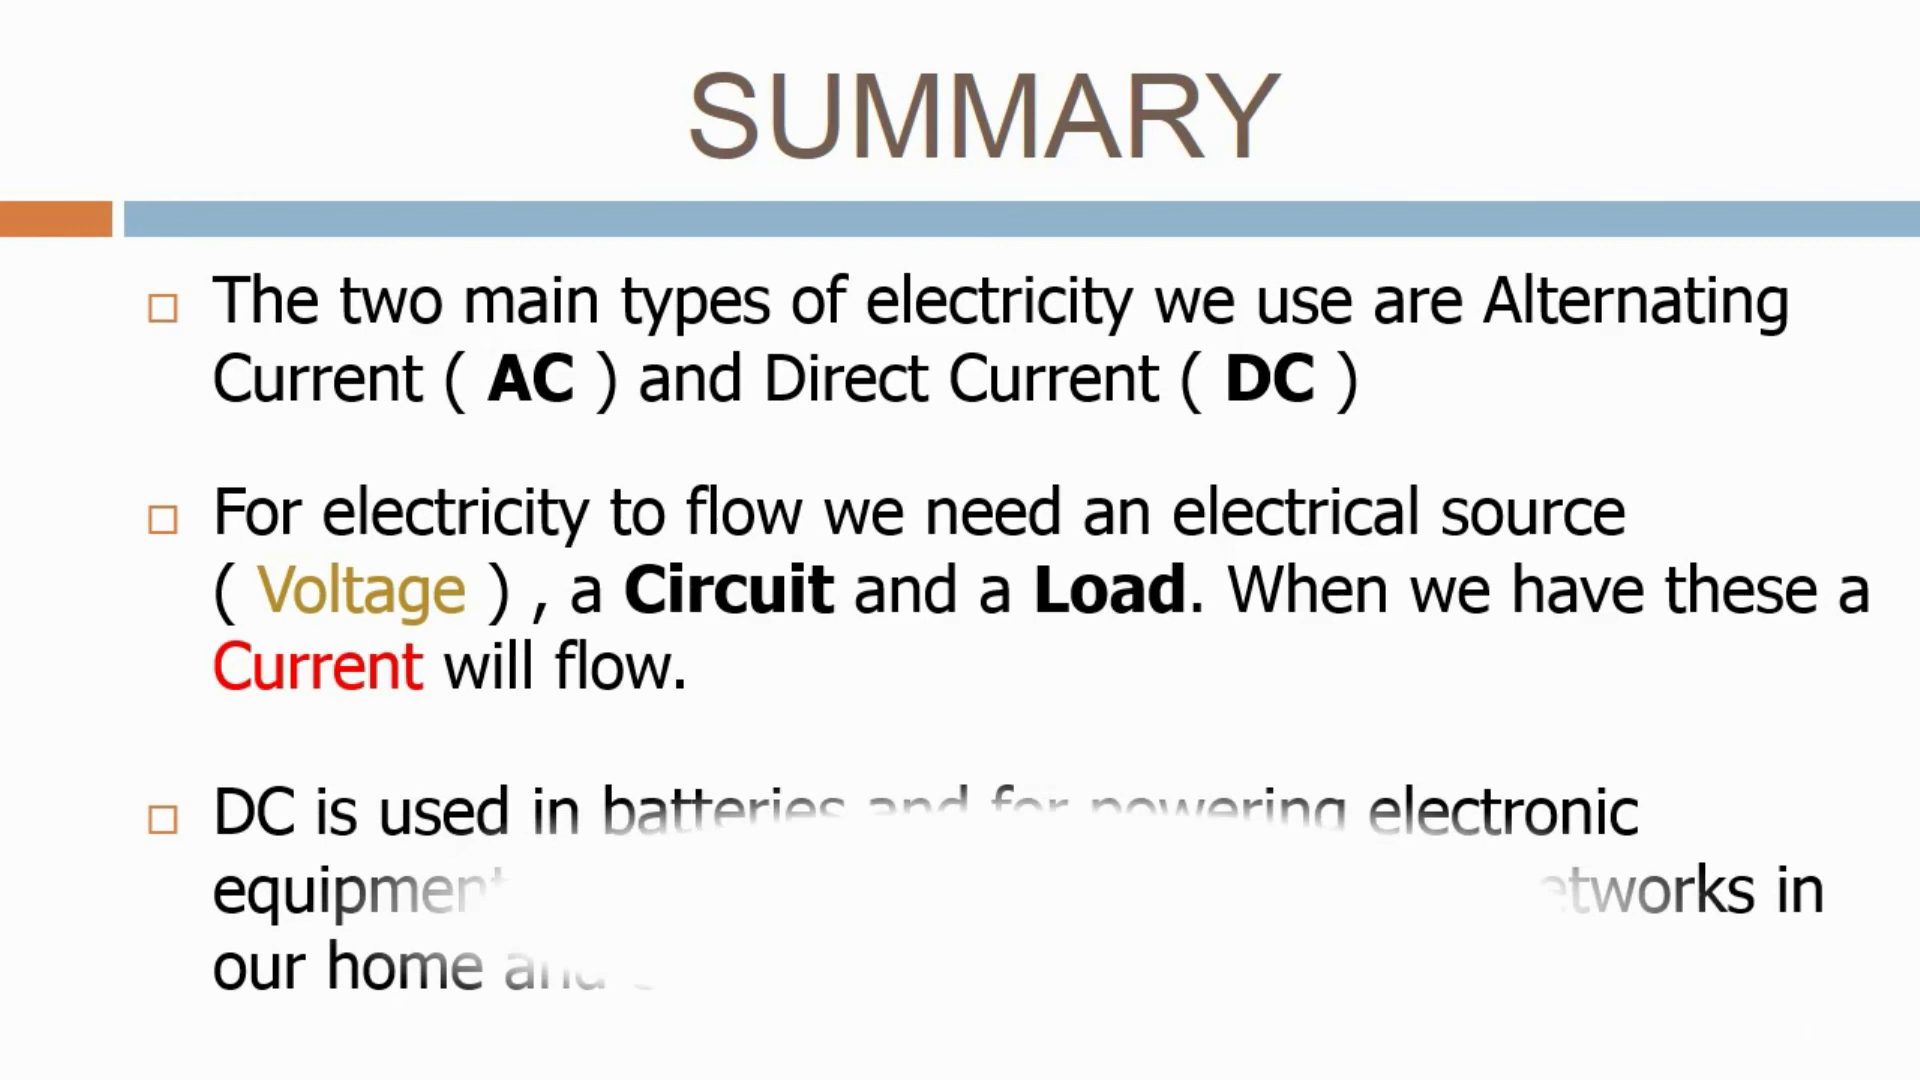 SUMMARY
The two main types of electricity we use are Alternating
Current ( AC ) and Direct Current ( DC )
For electricity to flow we need an electrical source
( Voltage ) , a Circuit and a Load. When we have these a
Current will flow.
DC is used in batteries and for powering electronic
equipment in
our home and